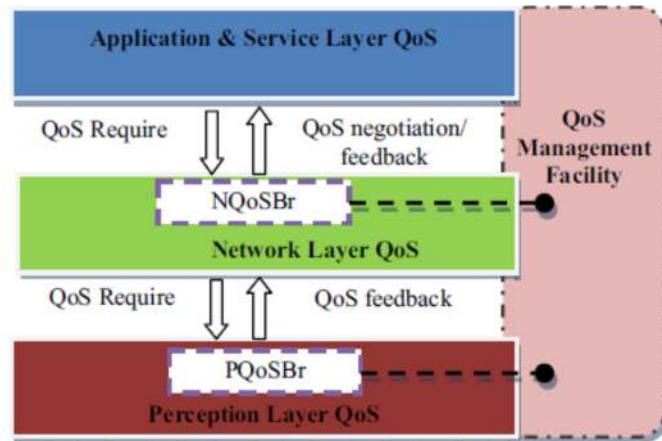 Application & Service Layer QoS
QoS Require
QoS negotiation/
feedback
QoS
Management
Facility
NQoSBr
Network Layer QoS
QoS Require
QoS feedback
PQoSBr
Perception Layer QoS